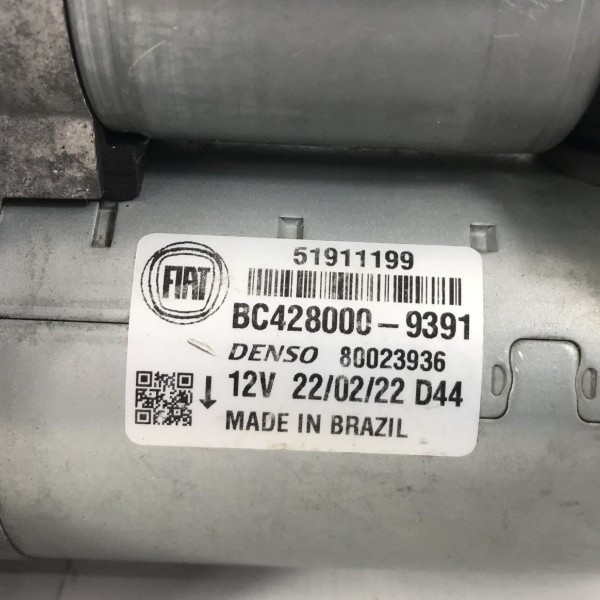 FIAT
51911199
BC428000-9391
DENSO 80023936
12V 22/02/22 D44
MADE IN BRAZIL